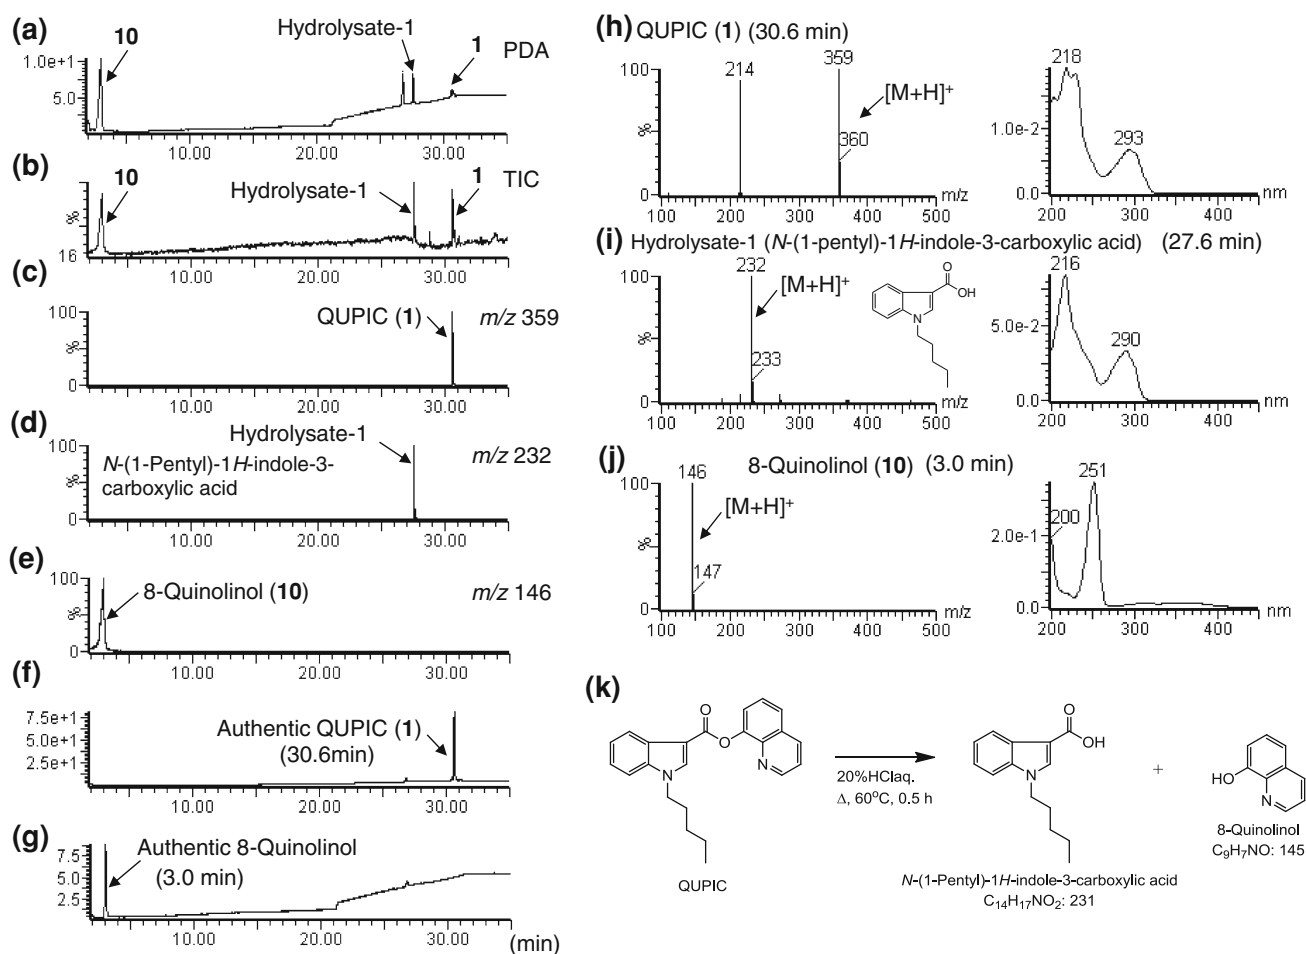 (a)
10
Hydrolysate-1
1
PDA
1.0e+1
5.0
10.00 20.00 30.00
(b)
10
Hydrolysate-1
1
TIC
%
16
10.00 20.00 30.00
(c)
100
%
0
QUPIC (1)
m/z 359
10.00 20.00 30.00
(d)
100
%
0
Hydrolysate-1
N-(1-Pentyl)-1H-indole-3-
carboxylic acid
m/z 232
10.00 20.00 30.00
(e)
100
%
0
8-Quinolinol (10)
m/z 146
10.00 20.00 30.00
(f)
7.5e+1
5.0e+1
2.5e+1
Authentic QUPIC (1)
(30.6min)
10.00 20.00 30.00
(g)
7.5
5.0
2.5
Authentic 8-Quinolinol
(3.0 min)
10.00 20.00 30.00 (min)
(h) QUPIC (1) (30.6 min)
100
%
0
214
359
[M+H]+
360
100 200 300 400 500
m/z
218
293
1.0e-2
0.0
200 300 400
nm
(i) Hydrolysate-1 (N-(1-pentyl)-1H-indole-3-carboxylic acid) (27.6 min)
100
%
0
232
[M+H]+
233
O
OH
N
100 200 300 400 500
m/z
216
290
5.0e-2
0.0
200 300 400
nm
(j) 8-Quinolinol (10) (3.0 min)
100
%
0
146
[M+H]+
147
100 200 300 400 500
m/z
251
200
2.0e-1
0.0
200 300 400
nm
(k)
O
O
N
N
QUPIC
20%HClaq.
Δ, 60°C, 0.5 h
O
OH
N
N-(1-Pentyl)-1H-indole-3-carboxylic acid
C14H17NO2: 231
+
HO
N
8-Quinolinol
C9H7NO: 145